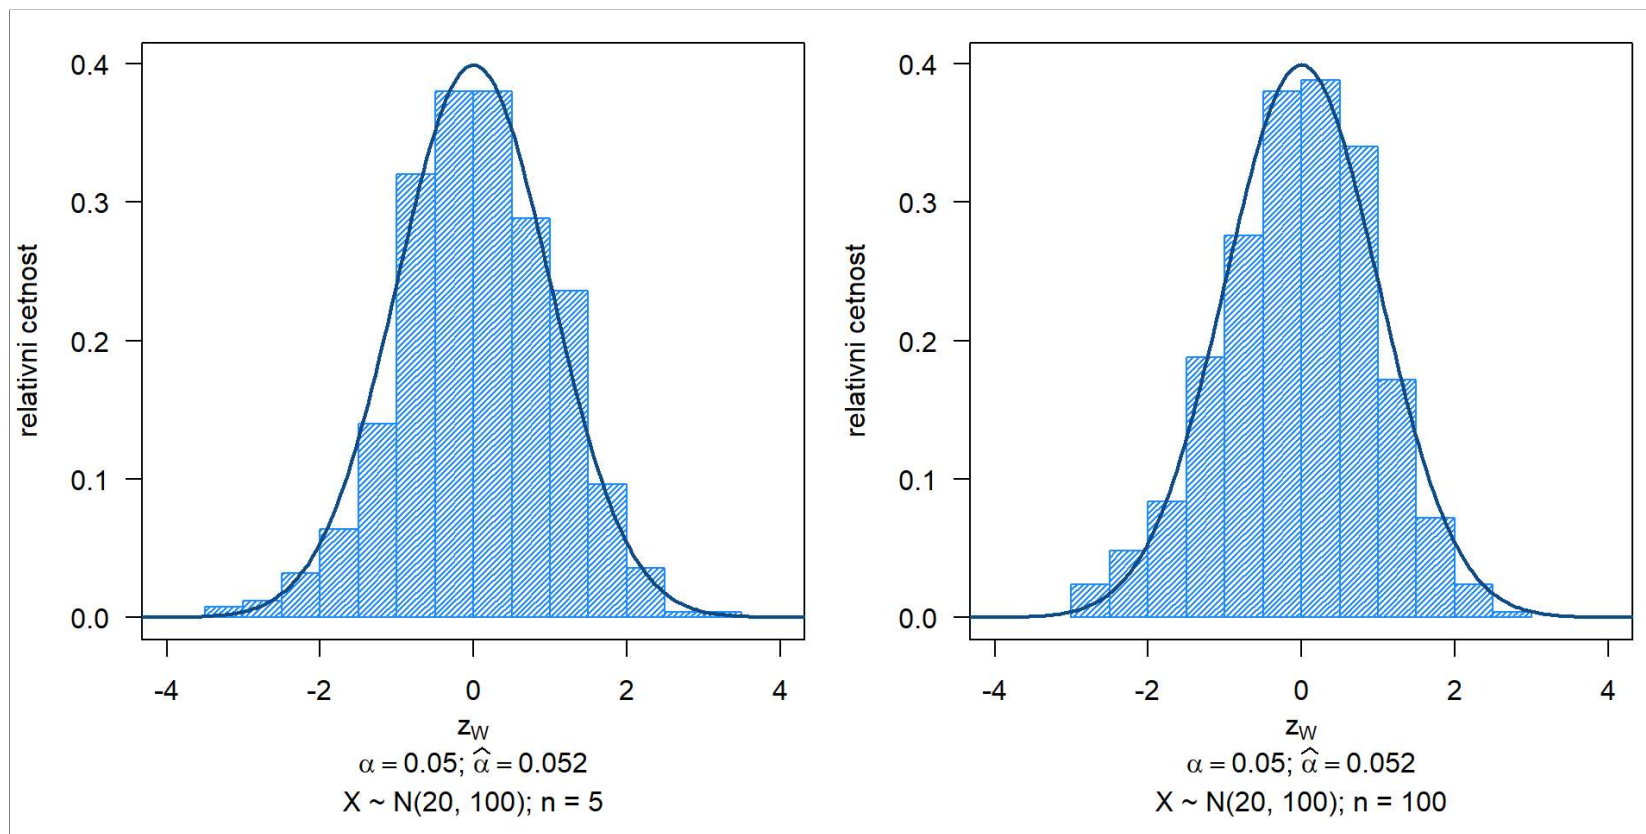 relativni cetnost
0.4
0.3
0.2
0.1
0.0
-4 -2 0 2 4
z_W
α = 0.05; α̂ = 0.052
X ~ N(20, 100); n = 5
relativni cetnost
0.4
0.3
0.2
0.1
0.0
-4 -2 0 2 4
z_W
α = 0.05; α̂ = 0.052
X ~ N(20, 100); n = 100